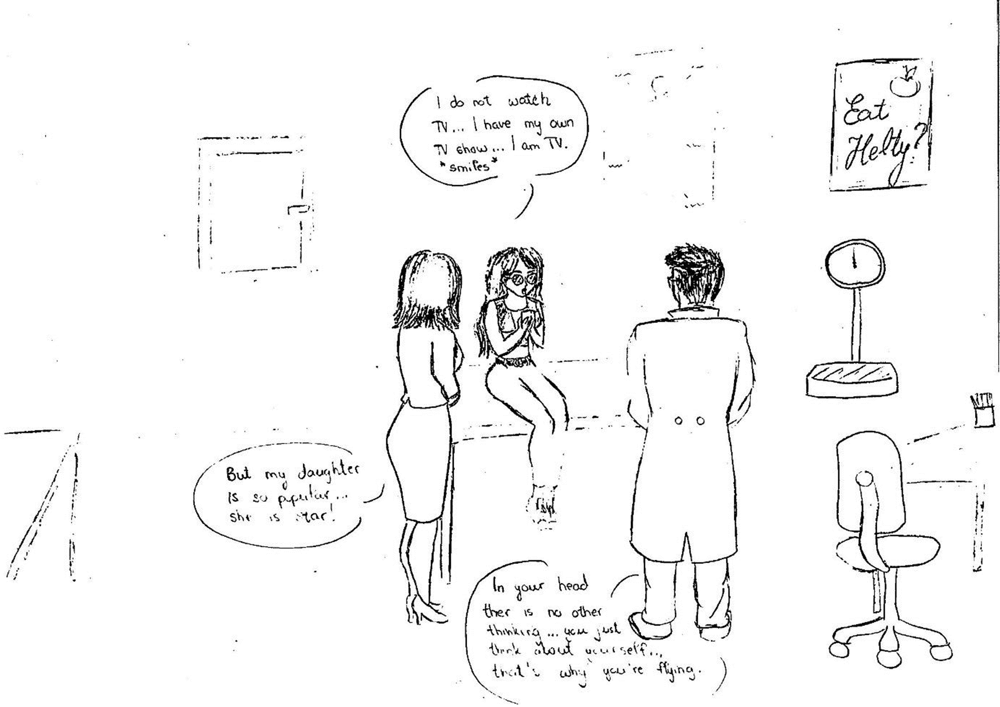 I do not watch
TV... I have my own
TV show... I am TV.
*smiles*
Eat
Helty?
But my daughter
is so pupular...
she is star!
In your head
ther is no other
thinking... you just
think about yourself...
that's why you're flying.